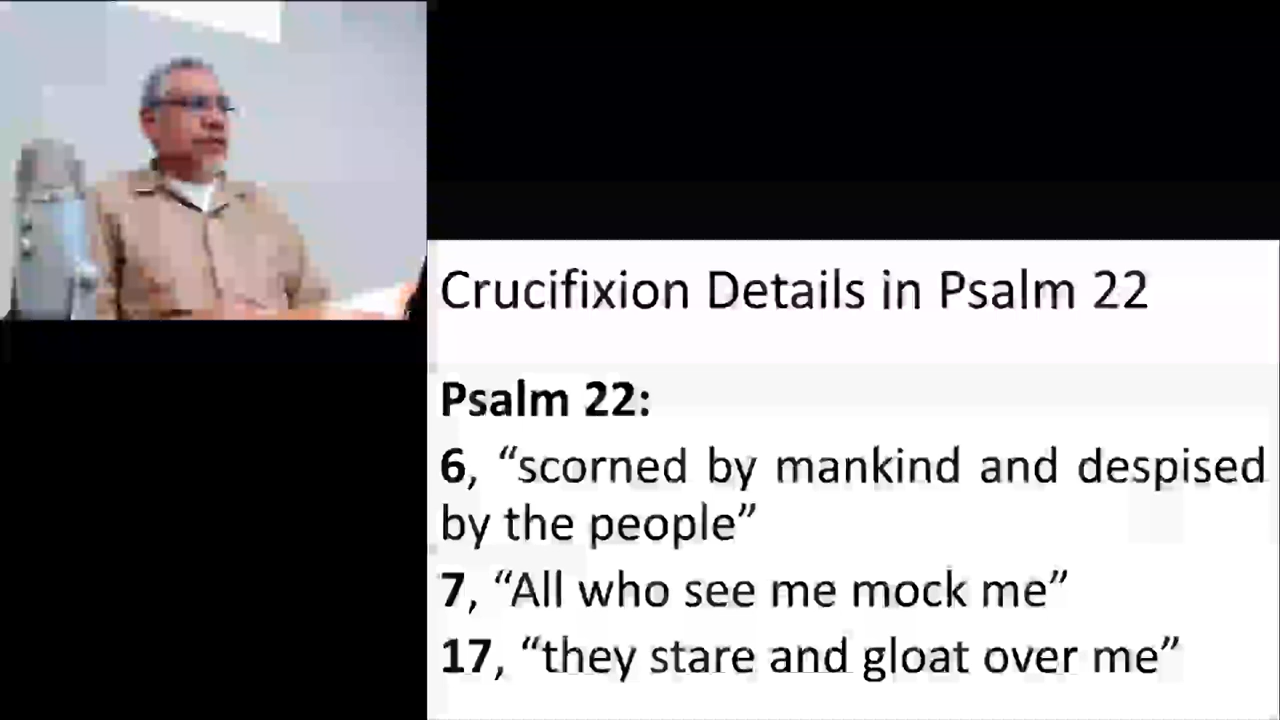 Crucifixion Details in Psalm 22
Psalm 22:
6, “scorned by mankind and despised
by the people”
7, “All who see me mock me”
17, “they stare and gloat over me”